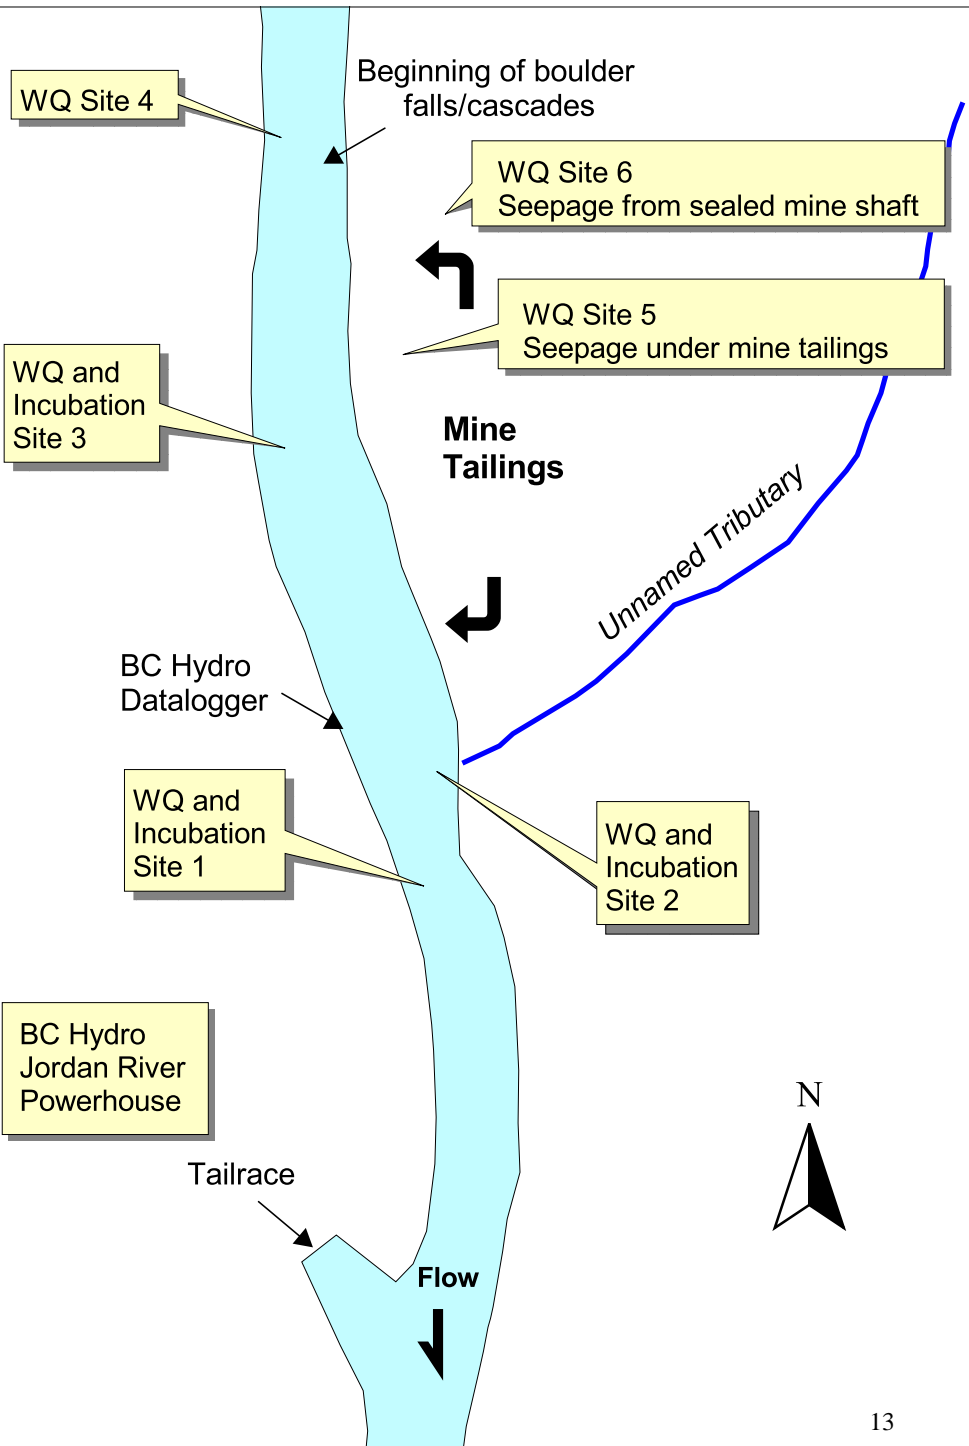 Beginning of boulder
falls/cascades
WQ Site 4
WQ Site 6
Seepage from sealed mine shaft
WQ Site 5
Seepage under mine tailings
WQ and
Incubation
Site 3
Mine
Tailings
Unnamed Tributary
BC Hydro
Datalogger
WQ and
Incubation
Site 1
WQ and
Incubation
Site 2
BC Hydro
Jordan River
Powerhouse
N
Tailrace
Flow
13